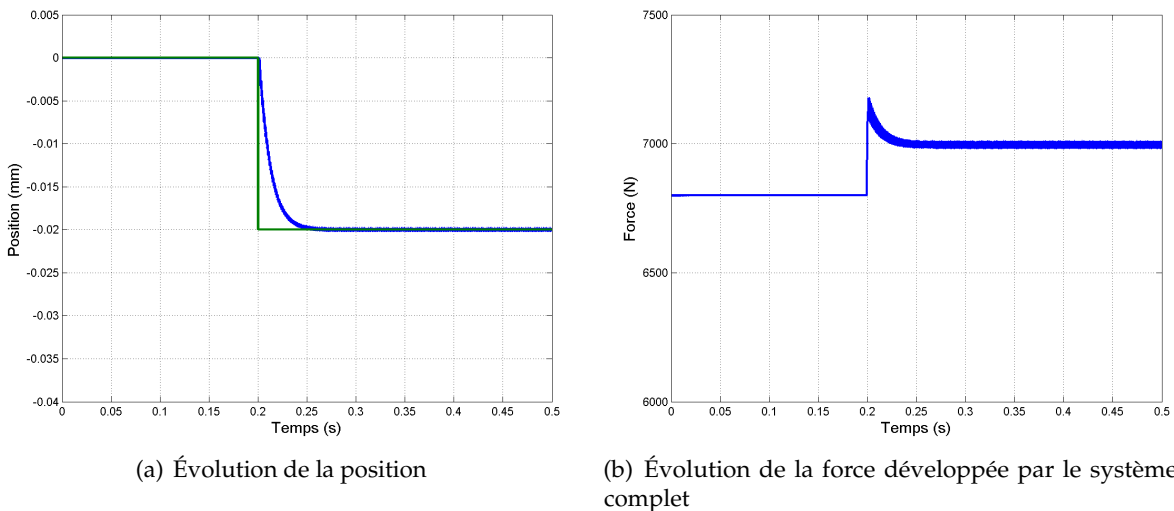 0.005
0
-0.005
-0.01
-0.015
-0.02
-0.025
-0.03
-0.035
-0.04
Position (mm)
0 0.05 0.1 0.15 0.2 0.25 0.3 0.35 0.4 0.45 0.5
Temps (s)
(a) Évolution de la position
7500
7000
6500
6000
Force (N)
0 0.05 0.1 0.15 0.2 0.25 0.3 0.35 0.4 0.45 0.5
Temps (s)
(b) Évolution de la force développée par le système
complet